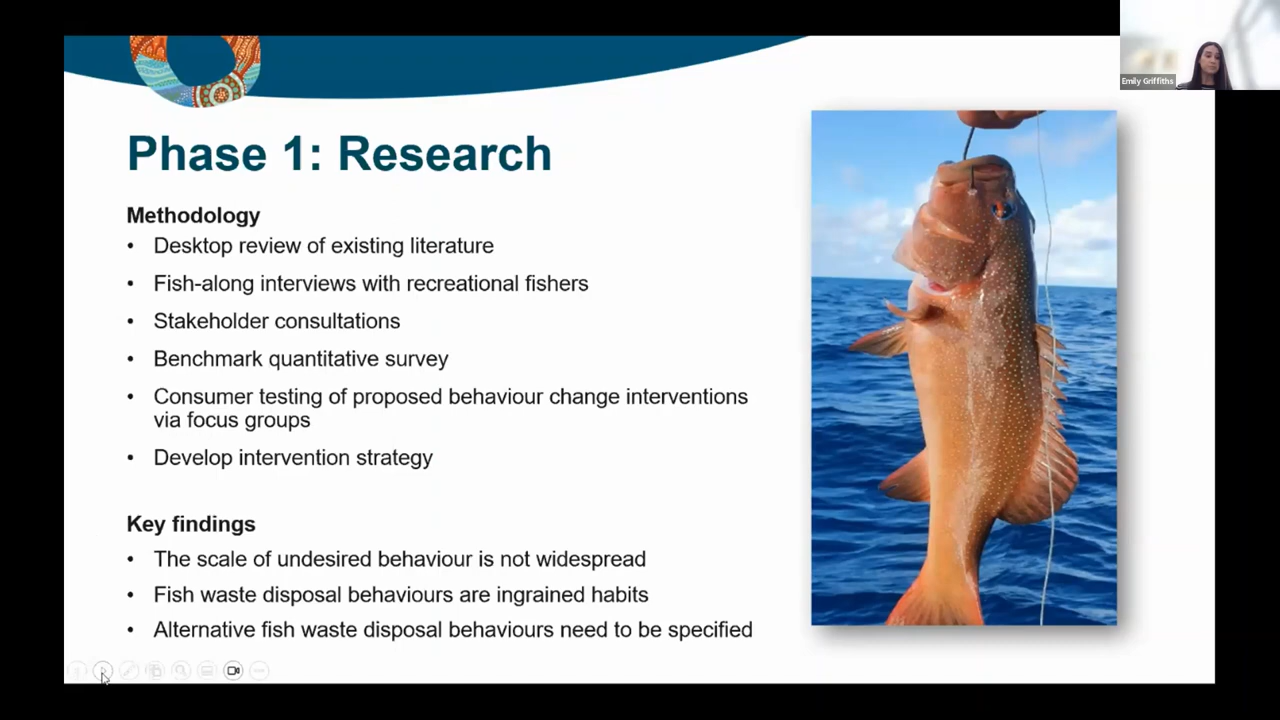 Emily Griffiths
Phase 1: Research
Methodology
• Desktop review of existing literature
• Fish-along interviews with recreational fishers
• Stakeholder consultations
• Benchmark quantitative survey
• Consumer testing of proposed behaviour change interventions
via focus groups
• Develop intervention strategy
Key findings
• The scale of undesired behaviour is not widespread
• Fish waste disposal behaviours are ingrained habits
• Alternative fish waste disposal behaviours need to be specified